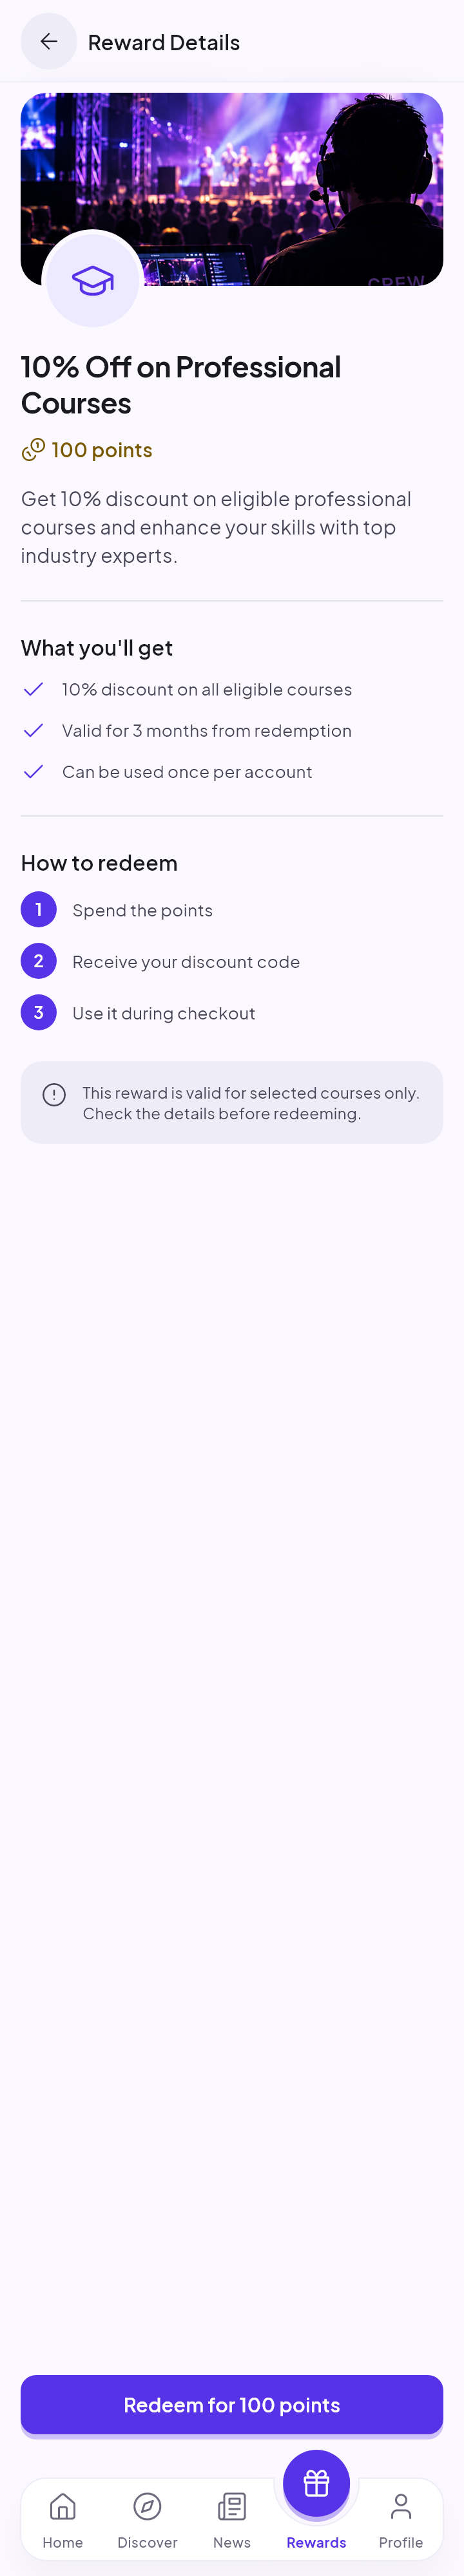 Reward Details
CREW
10% Off on Professional
Courses
100 points
Get 10% discount on eligible professional
courses and enhance your skills with top
industry experts.
What you'll get
10% discount on all eligible courses
Valid for 3 months from redemption
Can be used once per account
How to redeem
1 Spend the points
2 Receive your discount code
3 Use it during checkout
This reward is valid for selected courses only.
Check the details before redeeming.
Redeem for 100 points
Home Discover News Rewards Profile